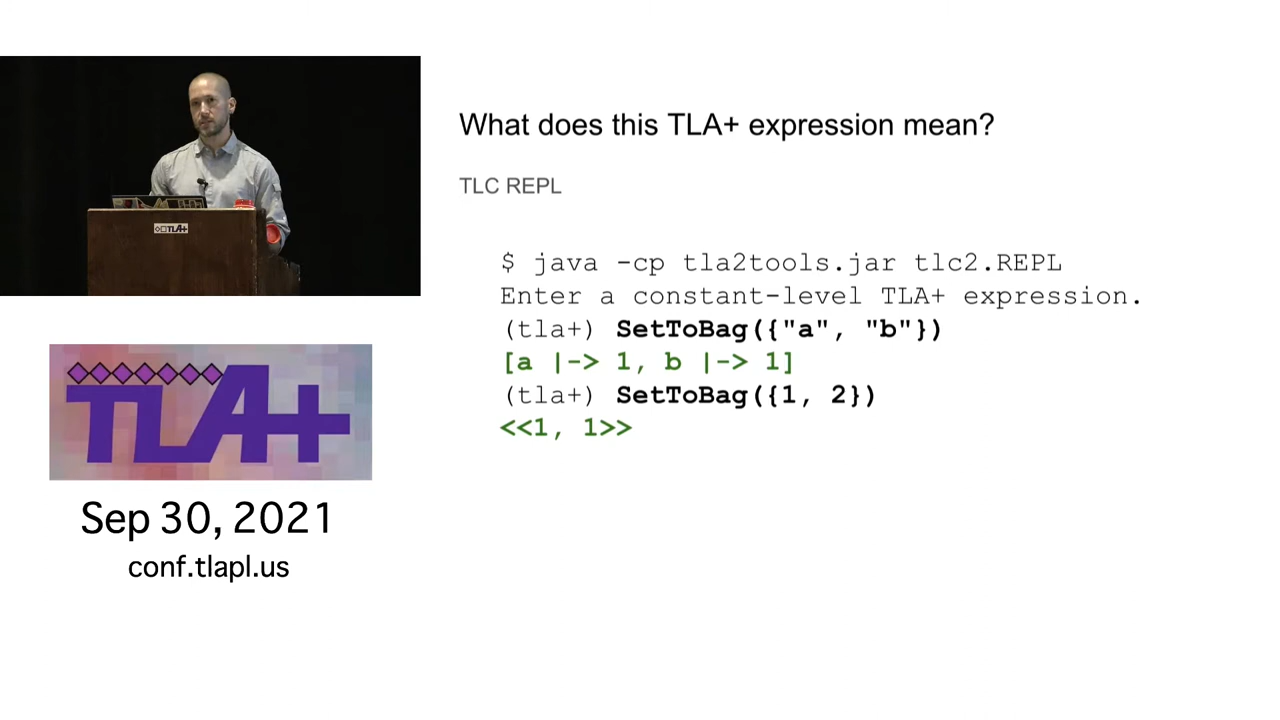 What does this TLA+ expression mean?
TLC REPL
$ java -cp tla2tools.jar tlc2.REPL
Enter a constant-level TLA+ expression.
(tla+) SetToBag({"a", "b"})
[a |-> 1, b |-> 1]
(tla+) SetToBag({1, 2})
<<1, 1>>
TLA+
TLA+
Sep 30, 2021
conf.tlapl.us